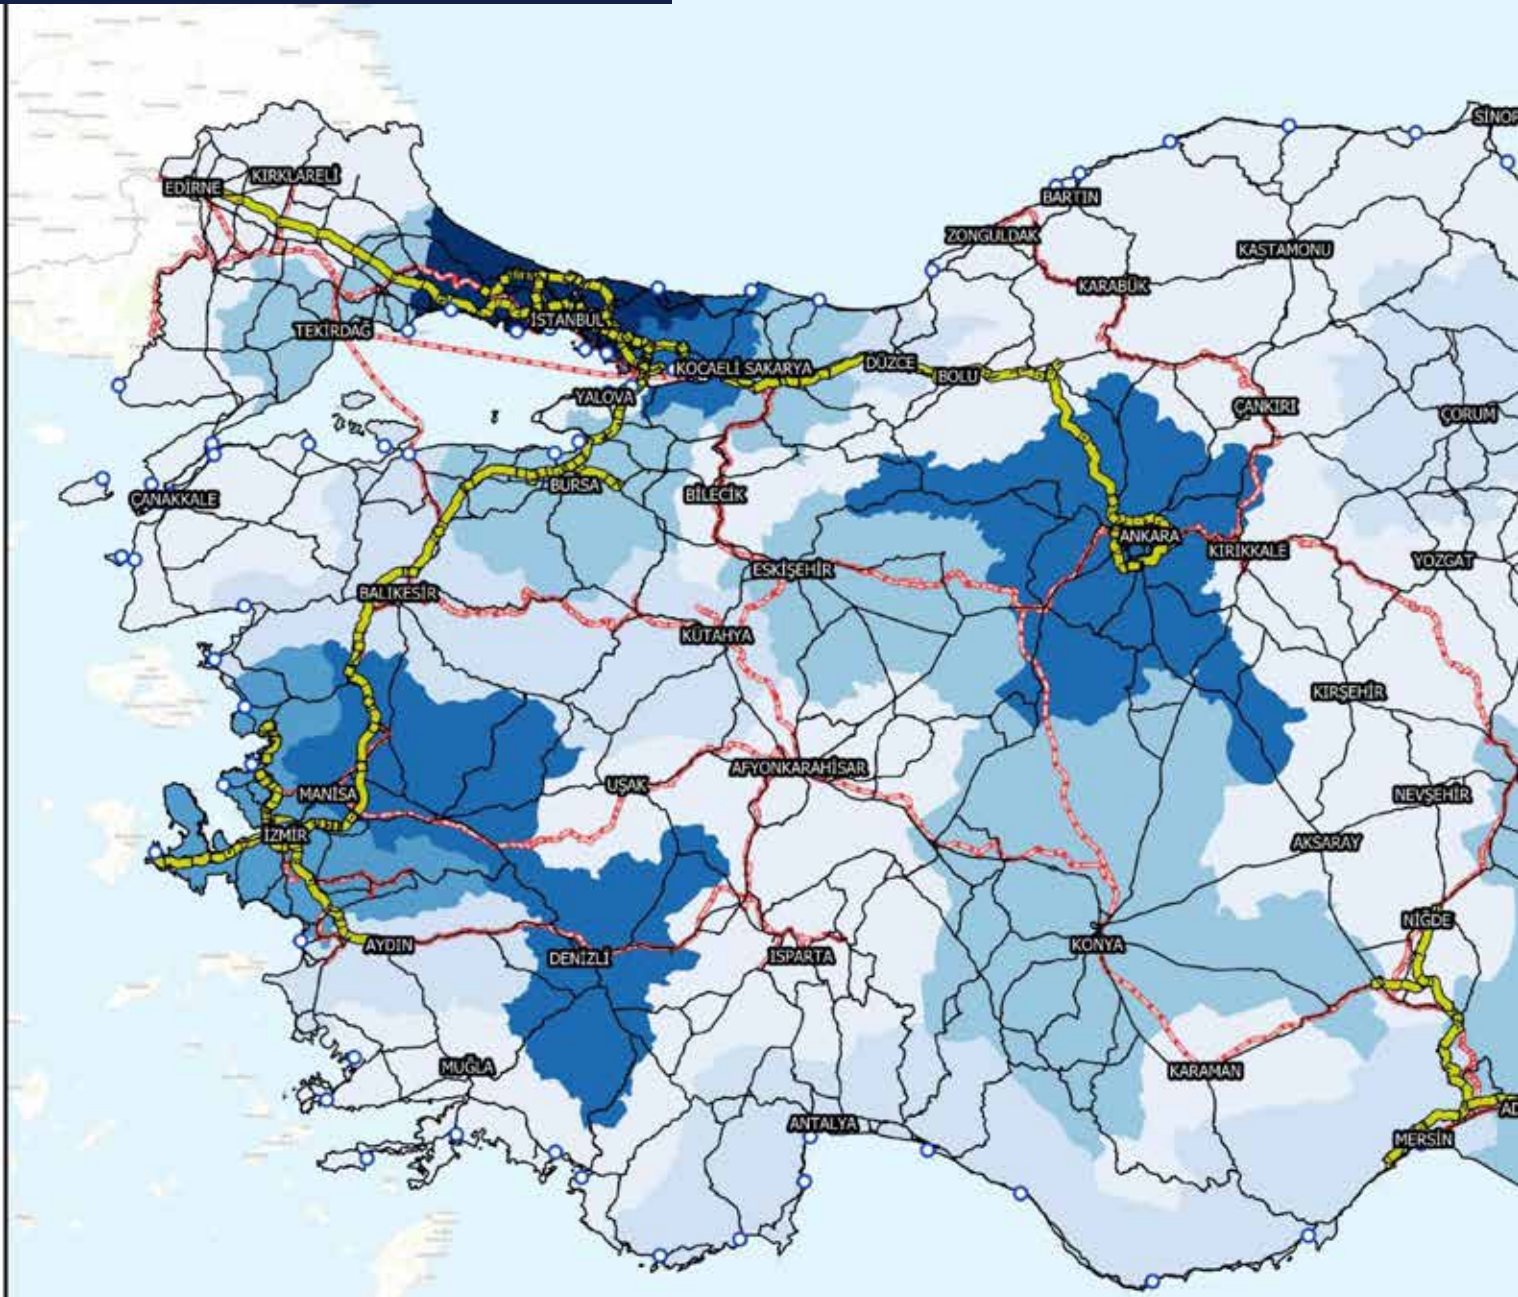 SİNOP
BARTIN
KIRKLARELİ
EDİRNE
ZONGULDAK
KASTAMONU
KARABÜK
İSTANBUL
TEKİRDAĞ
KOCAELİ SAKARYA
DÜZCE
BOLU
YALOVA
ÇANKIRI
ÇORUM
ÇANAKKALE
BURSA
BİLECİK
ANKARA
KIRIKKALE
YOZGAT
ESKİŞEHİR
BALIKESİR
KÜTAHYA
KIRŞEHİR
AFYONKARAHİSAR
UŞAK
MANİSA
NEVŞEHİR
İZMİR
AKSARAY
NİĞDE
AYDIN
KONYA
DENİZLİ
ISPARTA
MUĞLA
KARAMAN
AD
ANTALYA
MERSİN